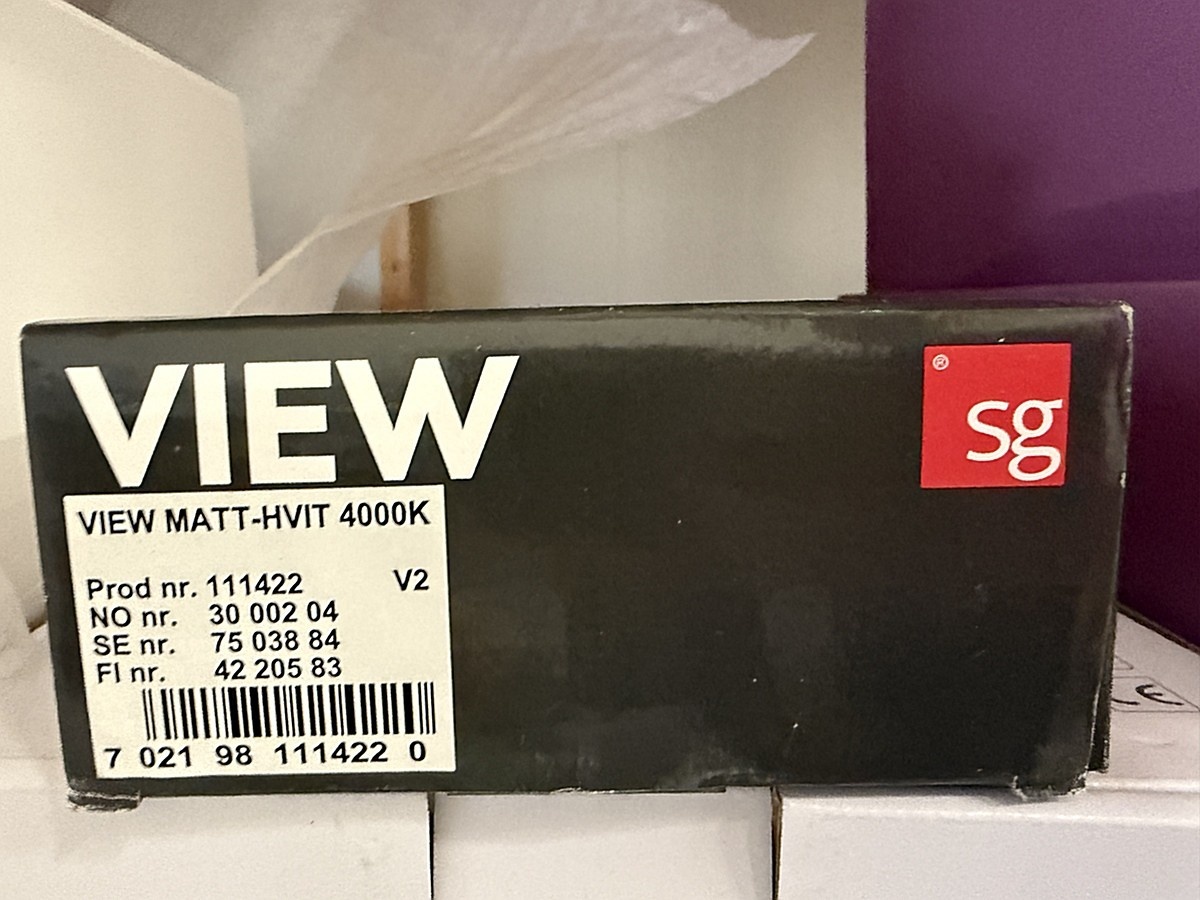 VIEW
® sg
VIEW MATT-HVIT 4000K
Prod nr. 111422 V2
NO nr. 30 002 04
SE nr. 75 038 84
FI nr. 42 205 83
7 021 98 111422 0
CE